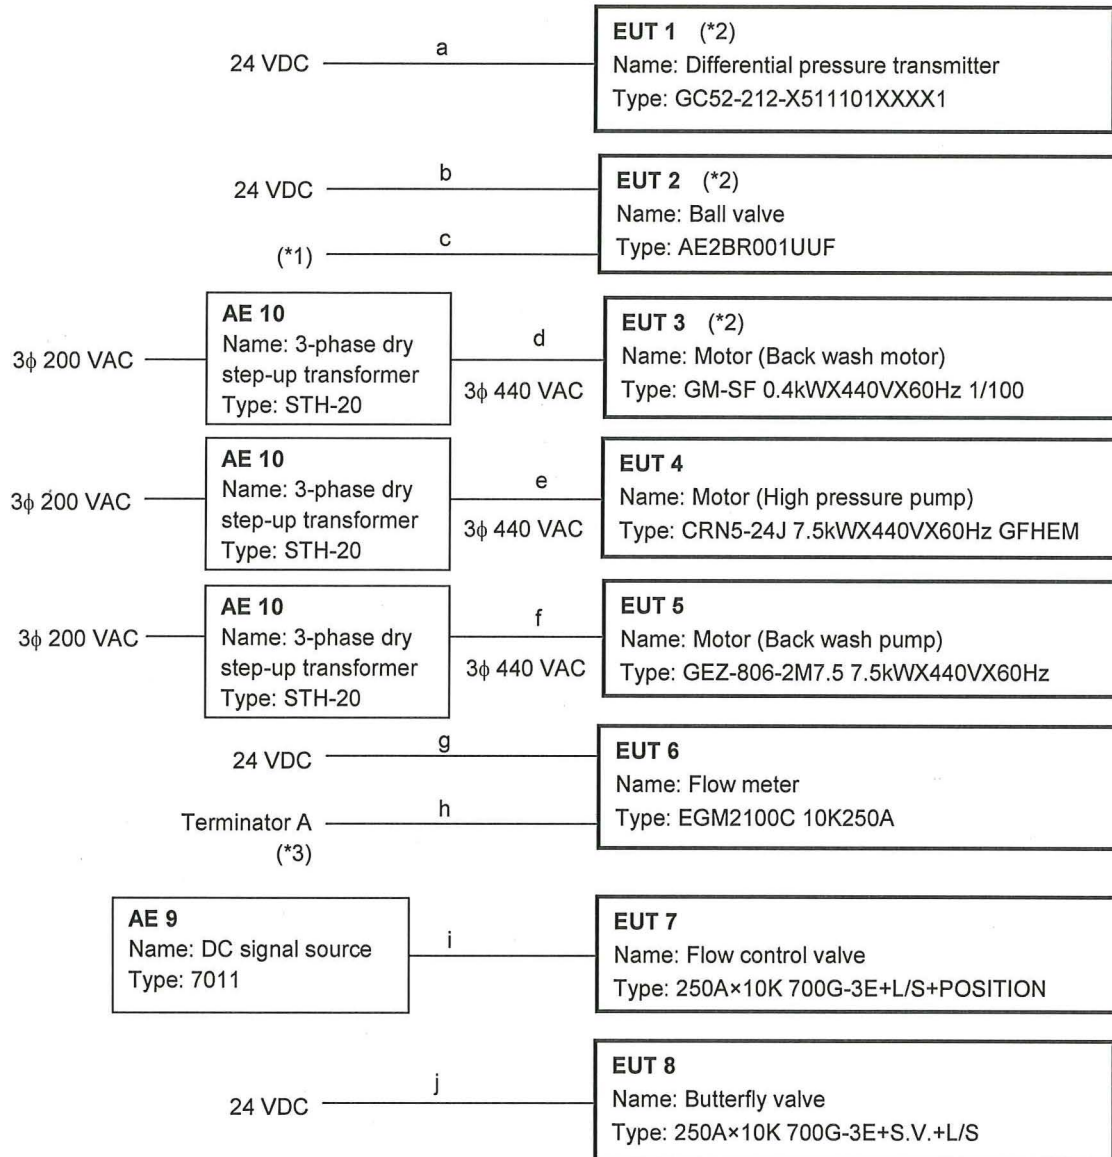 24 VDC
a
EUT 1 (*2)
Name: Differential pressure transmitter
Type: GC52-212-X511101XXXX1
24 VDC
b
(*1)
c
EUT 2 (*2)
Name: Ball valve
Type: AE2BR001UUF
3ϕ 200 VAC
AE 10
Name: 3-phase dry
step-up transformer
Type: STH-20
d
3ϕ 440 VAC
EUT 3 (*2)
Name: Motor (Back wash motor)
Type: GM-SF 0.4kWX440VX60Hz 1/100
3ϕ 200 VAC
AE 10
Name: 3-phase dry
step-up transformer
Type: STH-20
e
3ϕ 440 VAC
EUT 4
Name: Motor (High pressure pump)
Type: CRN5-24J 7.5kWX440VX60Hz GFHEM
3ϕ 200 VAC
AE 10
Name: 3-phase dry
step-up transformer
Type: STH-20
f
3ϕ 440 VAC
EUT 5
Name: Motor (Back wash pump)
Type: GEZ-806-2M7.5 7.5kWX440VX60Hz
24 VDC
g
Terminator A
(*3)
h
EUT 6
Name: Flow meter
Type: EGM2100C 10K250A
AE 9
Name: DC signal source
Type: 7011
i
EUT 7
Name: Flow control valve
Type: 250A×10K 700G-3E+L/S+POSITION
24 VDC
j
EUT 8
Name: Butterfly valve
Type: 250A×10K 700G-3E+S.V.+L/S